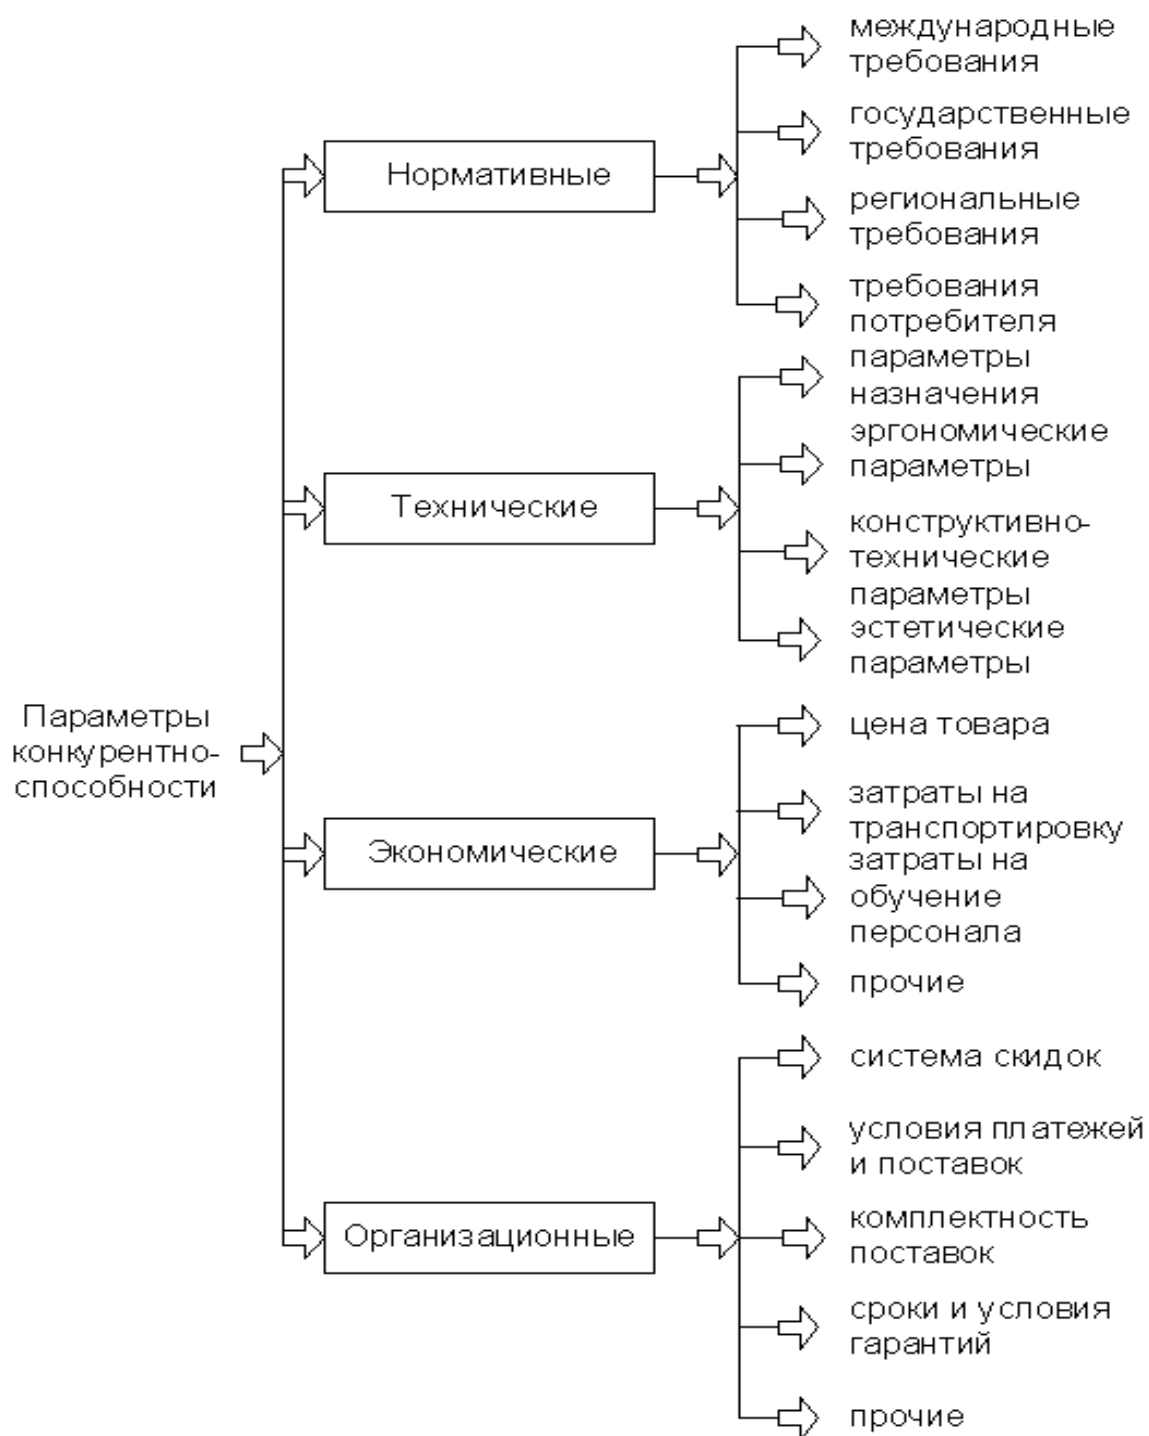 Параметры
конкурентно-
способности
Нормативные
международные
требования
государственные
требования
региональные
требования
требования
потребителя
Технические
параметры
назначения
эргономические
параметры
конструктивно-
технические
параметры
эстетические
параметры
Экономические
цена товара
затраты на
транспортировку
затраты на
обучение
персонала
прочие
Организационные
система скидок
условия платежей
и поставок
комплектность
поставок
сроки и условия
гарантий
прочие